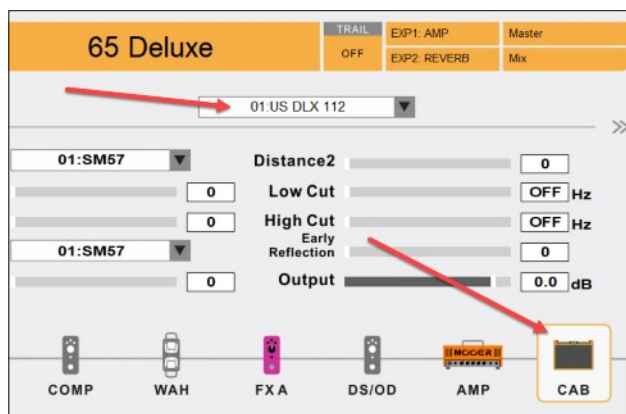 65 Deluxe
TRAIL
OFF
EXP1: AMP
Master
EXP2: REVERB
Mix
01:US DLX 112
01:SM57
0
0
01:SM57
0
Distance2
0
Low Cut
OFF Hz
High Cut
OFF Hz
Early
Reflection
0
Output
0.0 dB
MOOER
COMP
WAH
FX A
DS/OD
AMP
CAB